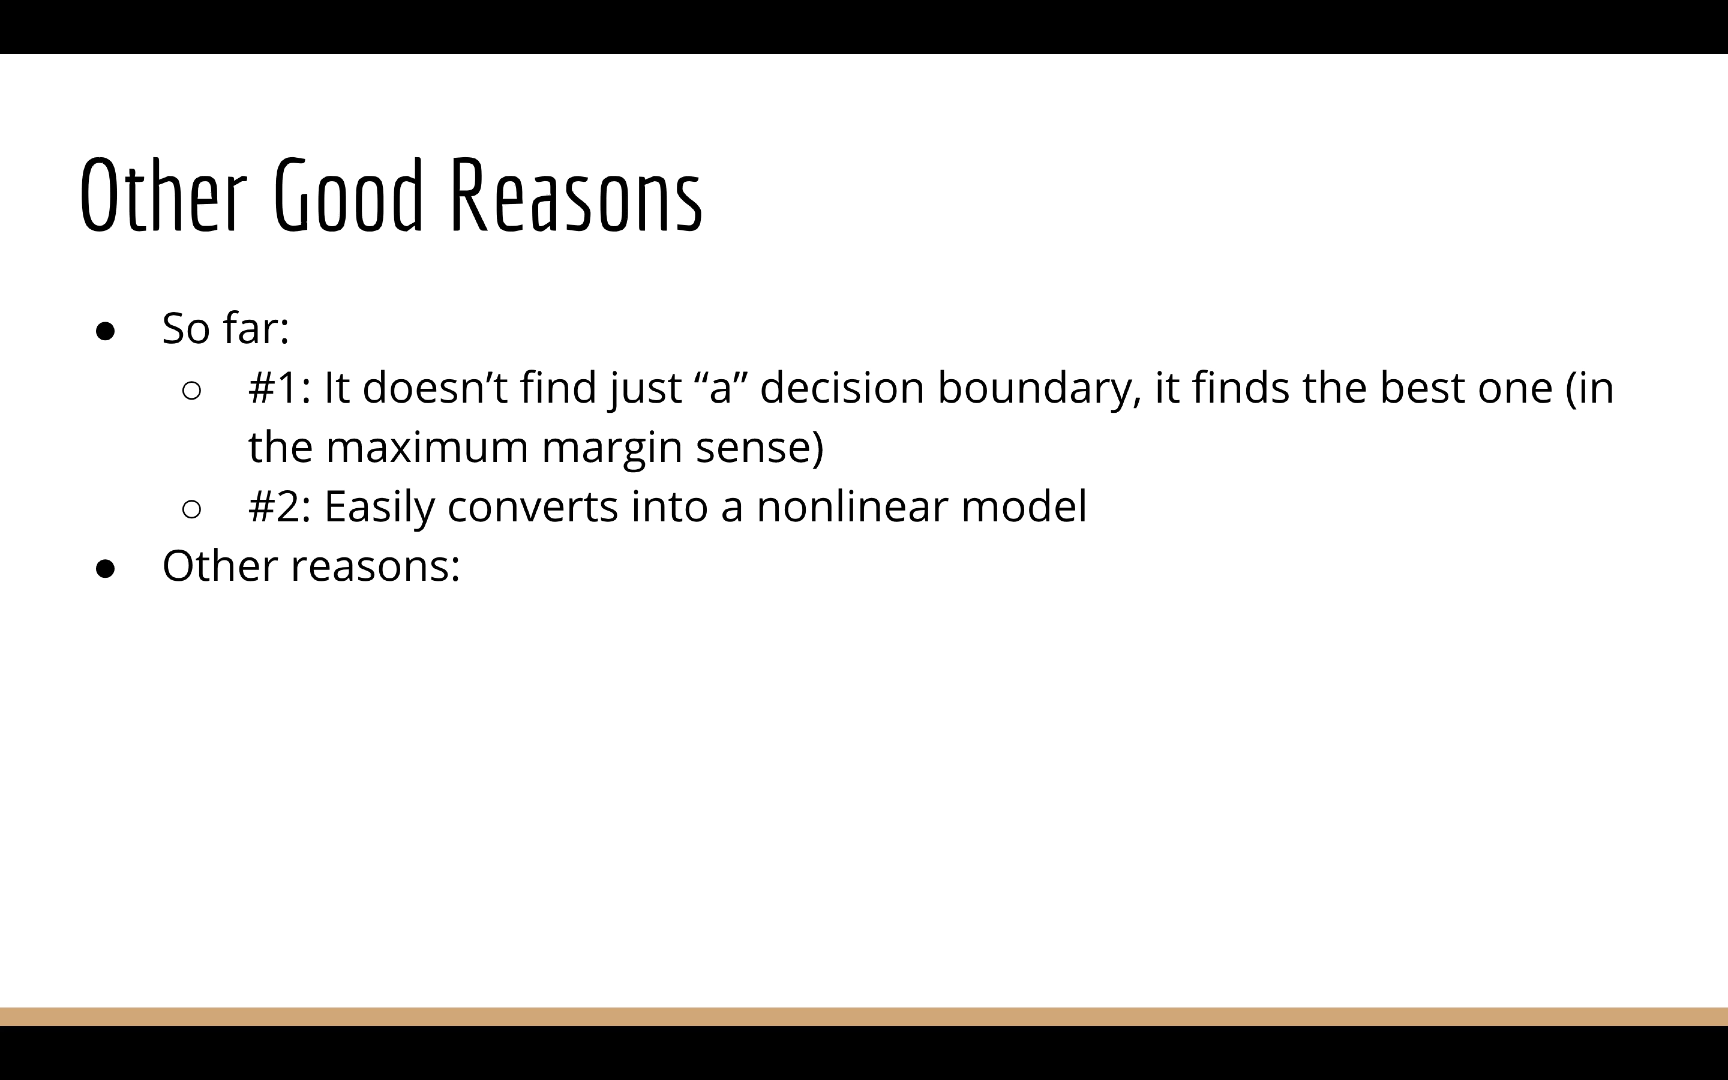 Other Good Reasons
● So far:
○ #1: It doesn’t find just “a” decision boundary, it finds the best one (in
the maximum margin sense)
○ #2: Easily converts into a nonlinear model
● Other reasons: